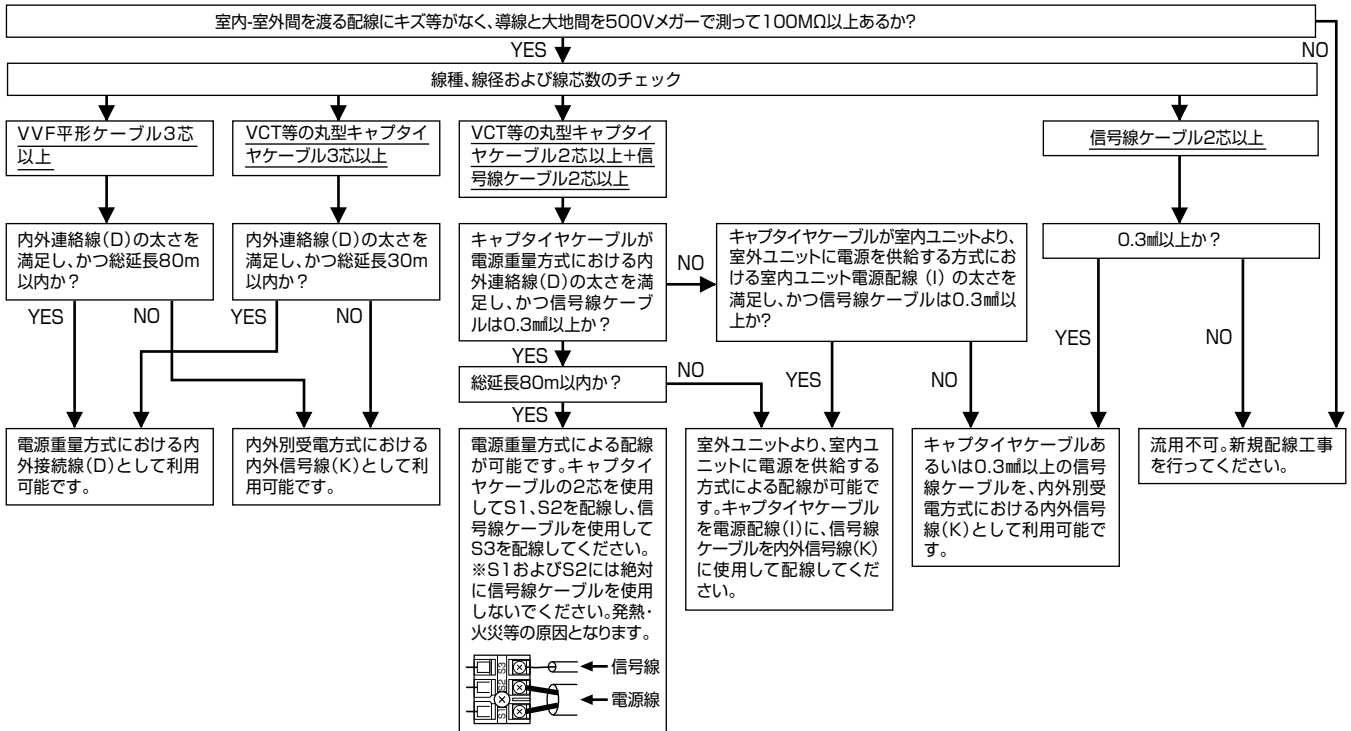 室内-室外間を渡る配線にキズ等がなく、導線と大地間を500Vメガーで測って100MΩ以上あるか?
YES
NO
線種、線径および線芯数のチェック
VVF平形ケーブル3芯
以上
VCT等の丸型キャプタイ
ヤケーブル3芯以上
VCT等の丸型キャプタイ
ヤケーブル2芯以上+信
号線ケーブル2芯以上
信号線ケーブル2芯以上
内外連絡線(D)の太さを
満足し、かつ総延長80m
以内か?
内外連絡線(D)の太さを
満足し、かつ総延長30m
以内か?
キャプタイヤケーブルが
電源重量方式における内
外連絡線(D)の太さを満
足し、かつ信号線ケーブ
ルは0.3㎟以上か?
NO
キャプタイヤケーブルが室内ユニットより、
室外ユニットに電源を供給する方式にお
ける室内ユニット電源配線(I)の太さを
満足し、かつ信号線ケーブルは0.3㎟以
上か?
0.3㎟以上か?
YES
NO
YES
NO
YES
総延長80m以内か?
NO
YES
YES
NO
YES
NO
電源重量方式における内
外接続線(D)として利用
可能です。
内外別受電方式における
内外信号線(K)として利
用可能です。
電源重量方式による配線
が可能です。キャプタイ
ヤケーブルの2芯を使用
してS1、S2を配線し、信
号線ケーブルを使用して
S3を配線してください。
※S1およびS2には絶対
に信号線ケーブルを使用
しないでください。発熱・
火災等の原因となります。
S3
S2
S1
信号線
電源線
室外ユニットより、室内ユ
ニットに電源を供給する
方式による配線が可能で
す。キャプタイヤケーブル
を電源配線(I)に、信号線
ケーブルを内外信号線(K)
に使用して配線してくだ
さい。
キャプタイヤケーブルあ
るいは0.3㎟以上の信号
線ケーブルを、内外別受
電方式における内外信号
線(K)として利用可能で
す。
流用不可。新規配線工事
を行ってください。